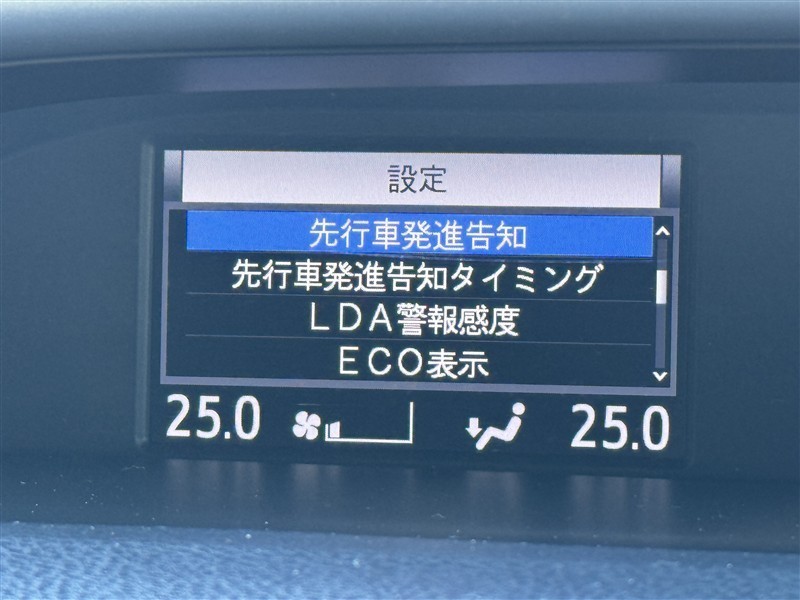 設定
先行車発進告知
先行車発進告知タイミング
ＬＤＡ警報感度
ＥＣＯ表示
25.0 25.0